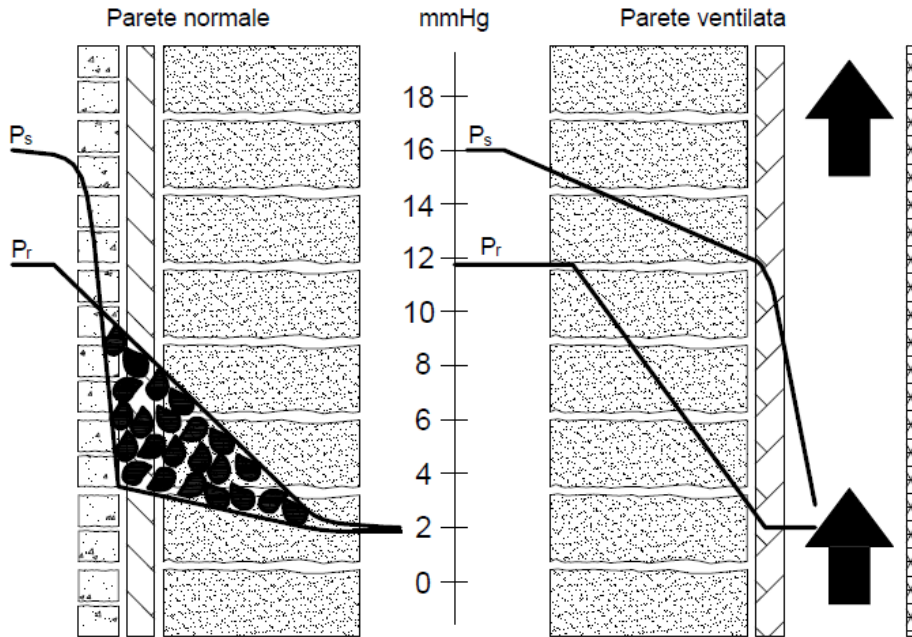 Parete normale
mmHg
Parete ventilata
18
Ps
16
Ps
14
Pr
12
Pr
10
8
6
4
2
0